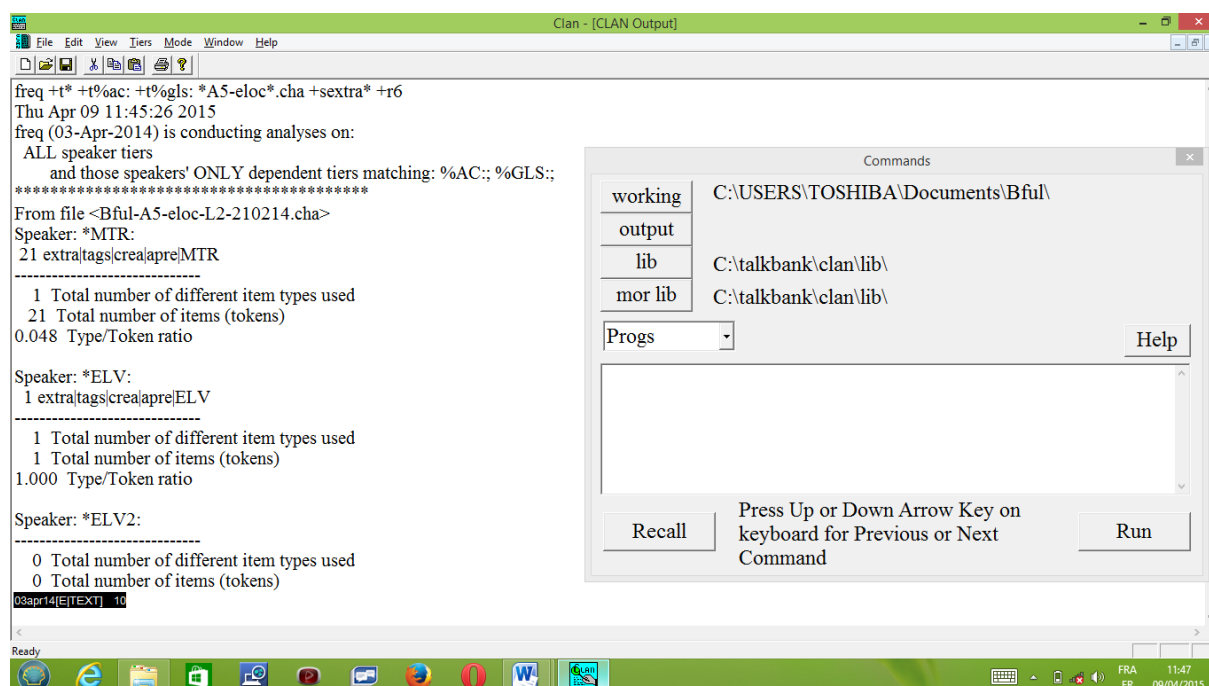 Clan - [CLAN Output]
File Edit View Tiers Mode Window Help
freq +t* +t%ac: +t%gls: *A5-eloc*.cha +sextra* +r6
Thu Apr 09 11:45:26 2015
freq (03-Apr-2014) is conducting analyses on:
ALL speaker tiers
and those speakers' ONLY dependent tiers matching: %AC:; %GLS:;
****************************************
From file <Bful-A5-eloc-L2-210214.cha>
Speaker: *MTR:
21 extra|tags|crea|apre|MTR
------------------------------
1 Total number of different item types used
21 Total number of items (tokens)
0.048 Type/Token ratio
Speaker: *ELV:
1 extra|tags|crea|apre|ELV
------------------------------
1 Total number of different item types used
1 Total number of items (tokens)
1.000 Type/Token ratio
Speaker: *ELV2:
------------------------------
0 Total number of different item types used
0 Total number of items (tokens)
03apr14[E|TEXT] 10
Ready
Commands
working C:\USERS\TOSHIBA\Documents\Bful\
output
lib C:\talkbank\clan\lib\
mor lib C:\talkbank\clan\lib\
Progs
Help
Recall
Press Up or Down Arrow Key on
keyboard for Previous or Next
Command
Run
FRA 11:47
FR 09/04/2015